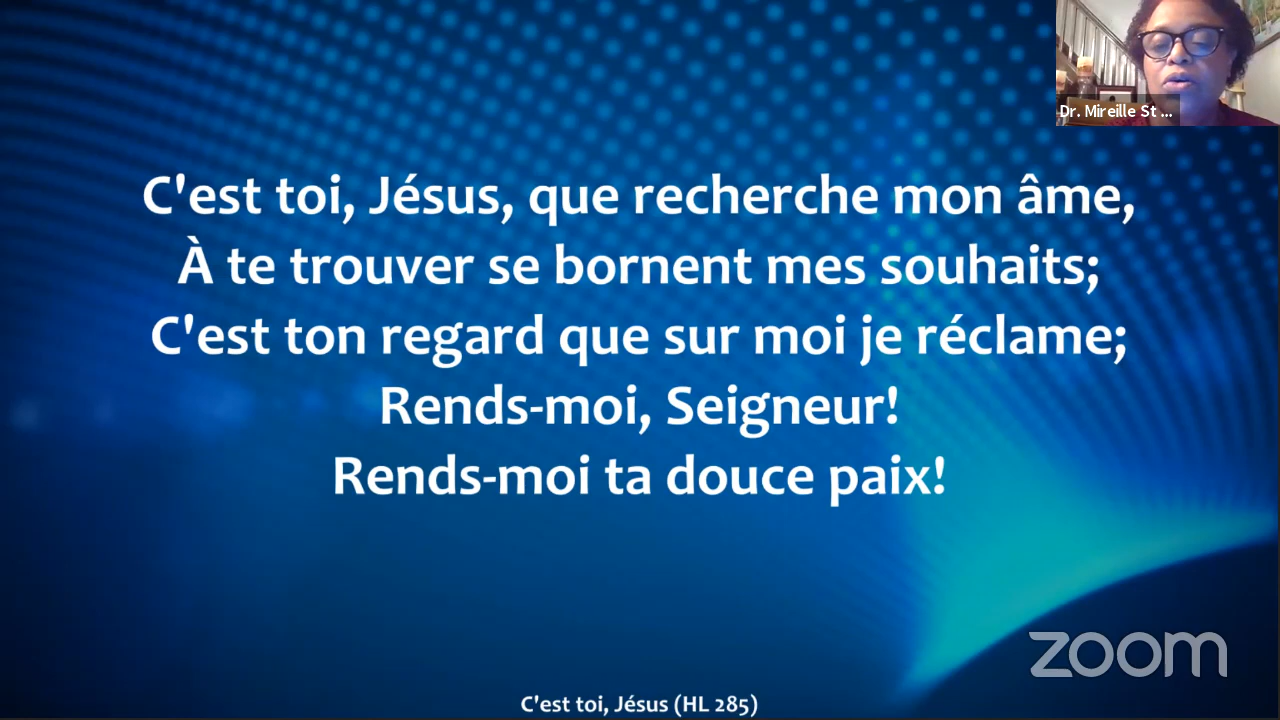 Dr. Mireille St ...
C'est toi, Jésus, que recherche mon âme,
À te trouver se bornent mes souhaits;
C'est ton regard que sur moi je réclame;
Rends-moi, Seigneur!
Rends-moi ta douce paix!
zoom
C'est toi, Jésus (HL 285)